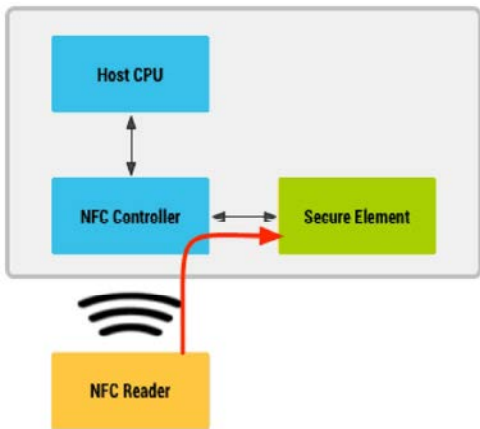 Host CPU
NFC Controller
Secure Element
NFC Reader